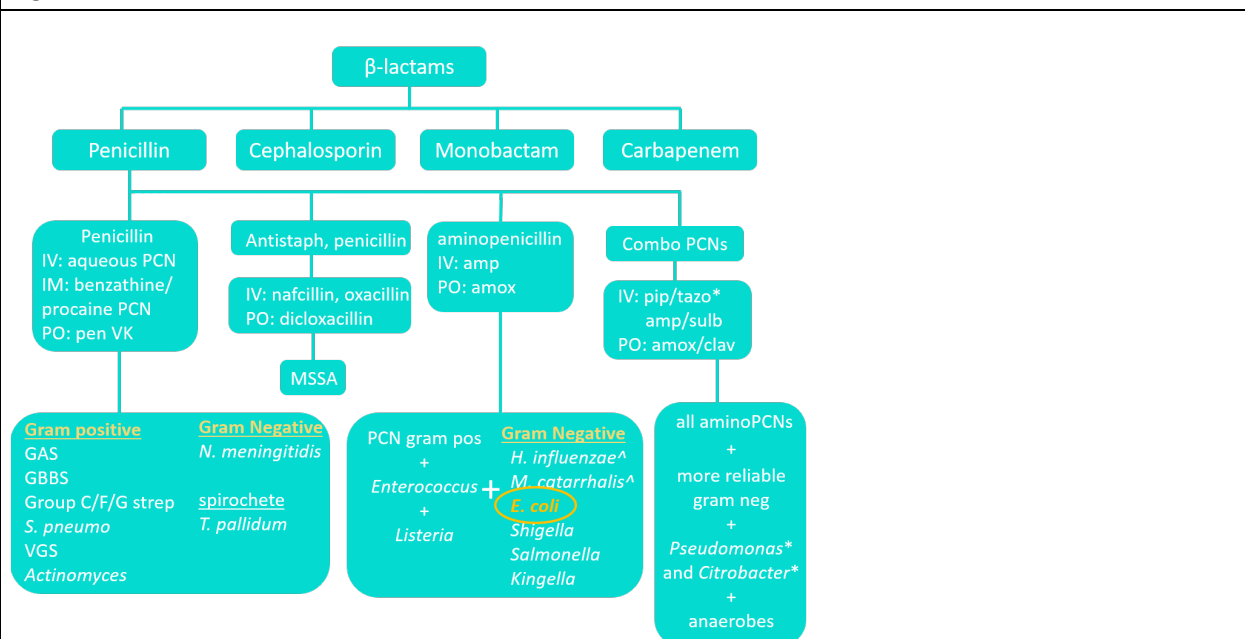 β-lactams
Penicillin
Cephalosporin
Monobactam
Carbapenem
Penicillin
IV: aqueous PCN
IM: benzathine/
procaine PCN
PO: pen VK
Antistaph, penicillin
IV: nafcillin, oxacillin
PO: dicloxacillin
MSSA
aminopenicillin
IV: amp
PO: amox
Combo PCNs
IV: pip/tazo*
amp/sulb
PO: amox/clav
Gram positive
GAS
GBBS
Group C/F/G strep
S. pneumo
VGS
Actinomyces
Gram Negative
N. meningitidis
spirochete
T. pallidum
PCN gram pos
+
Enterococcus
+
Listeria
+
Gram Negative
H. influenzae^
M. catarrhalis^
E. coli
Shigella
Salmonella
Kingella
all aminoPCNs
+
more reliable
gram neg
+
Pseudomonas*
and Citrobacter*
+
anaerobes